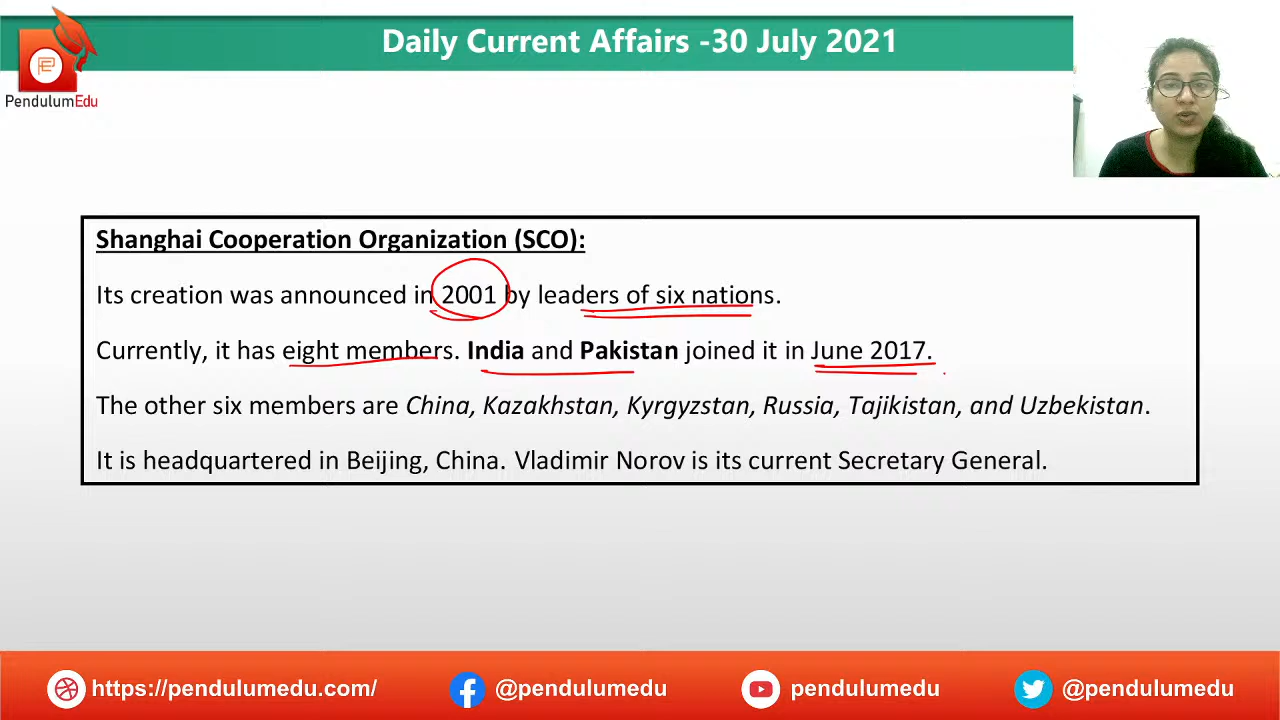 Daily Current Affairs -30 July 2021
PendulumEdu
Shanghai Cooperation Organization (SCO):
Its creation was announced in 2001 by leaders of six nations.
Currently, it has eight members. India and Pakistan joined it in June 2017.
The other six members are China, Kazakhstan, Kyrgyzstan, Russia, Tajikistan, and Uzbekistan.
It is headquartered in Beijing, China. Vladimir Norov is its current Secretary General.
https://pendulumedu.com/ @pendulumedu pendulumedu @pendulumedu